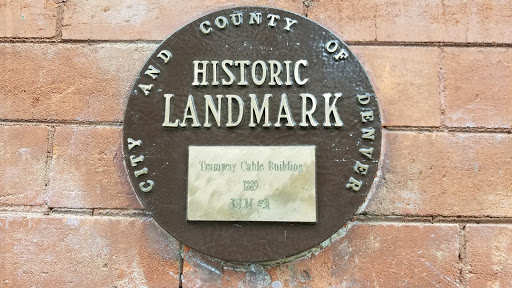 CITY AND COUNTY OF DENVER
HISTORIC
LANDMARK
Tramway Cable Building
1889